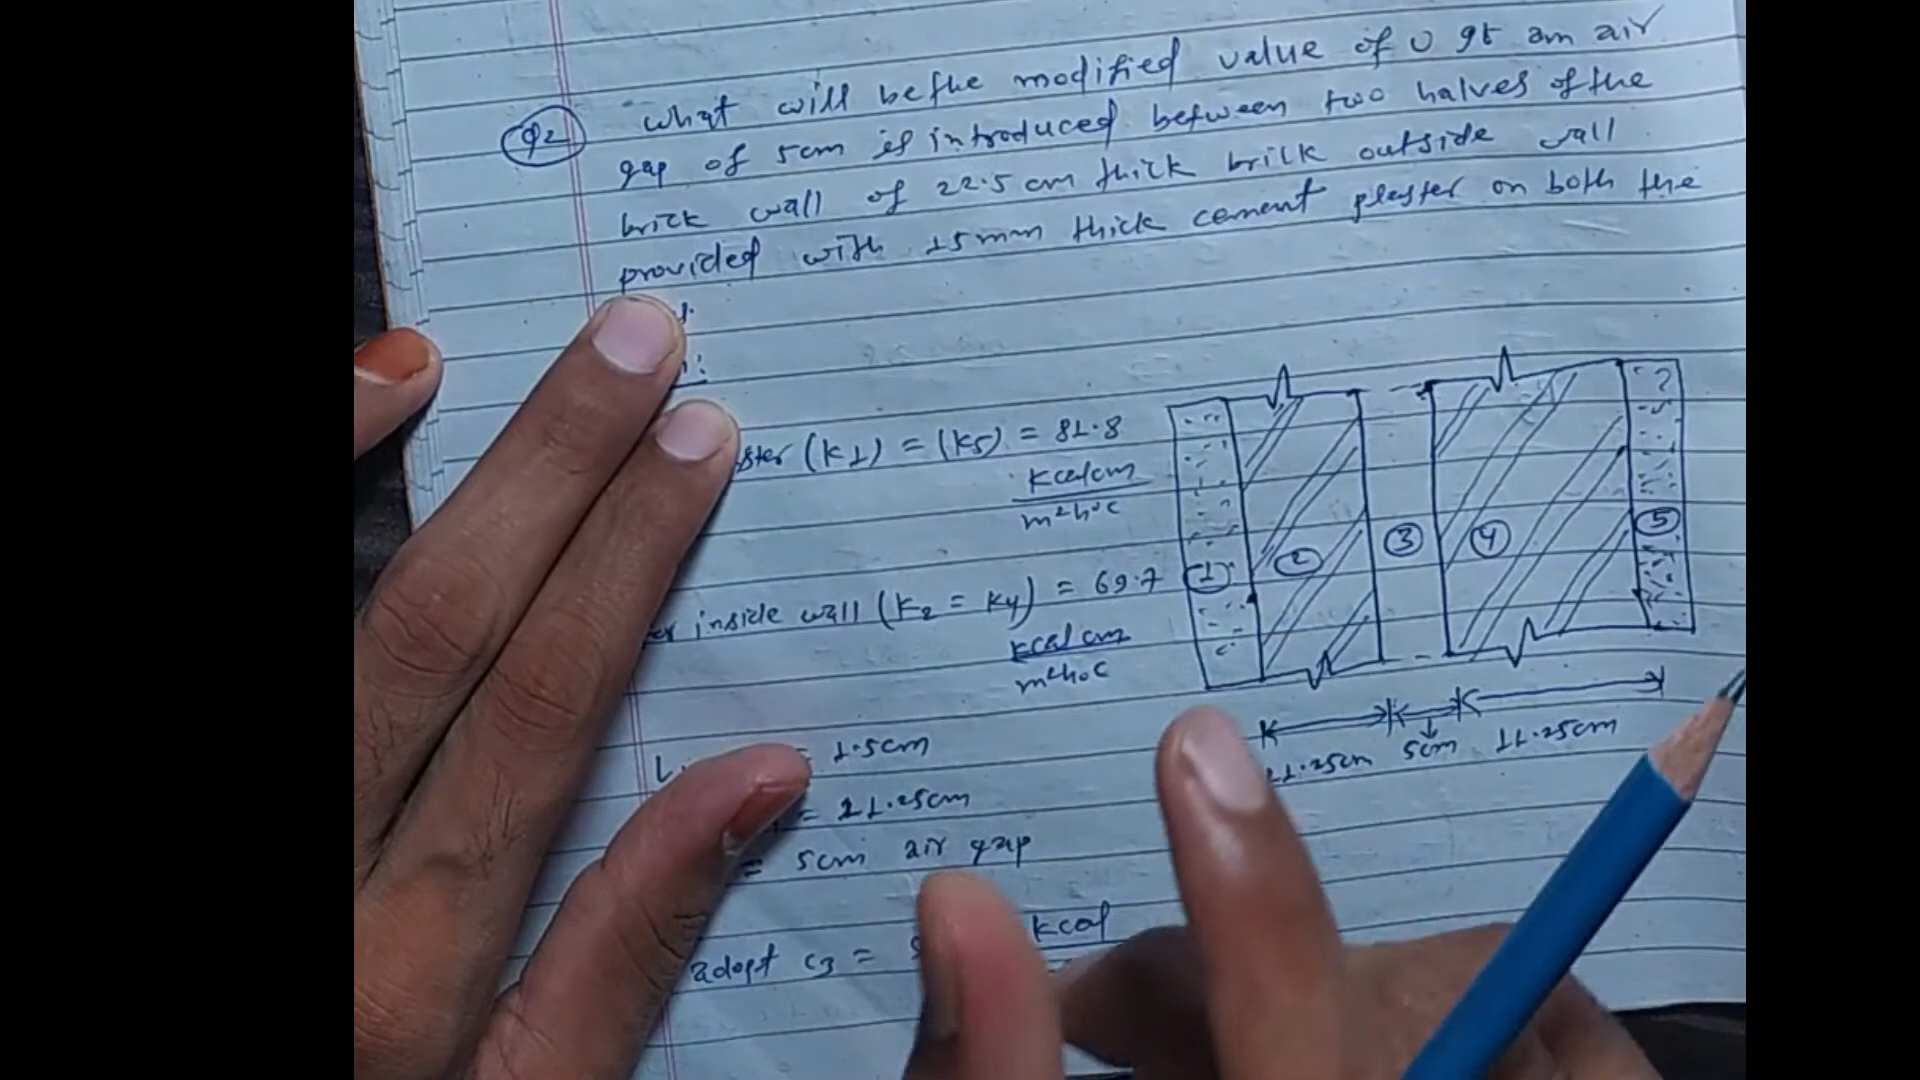 Q2 what will be the modified value of U if an air
gap of 5cm is introduced between two halves of the
brick wall of 22.5 cm thick brick outside wall
provided with 15mm thick cement plaster on both the
ster (K1) = (K5) = 81.8
kcal cm
m²h°c
inside wall (K2 = K4) = 69.7
kcal cm
m²h°c
1 2 3 4 5
11.25cm 5cm 11.25cm
L = 1.5cm
= 11.25cm
= 5cm air gap
adopt C3 = kcal